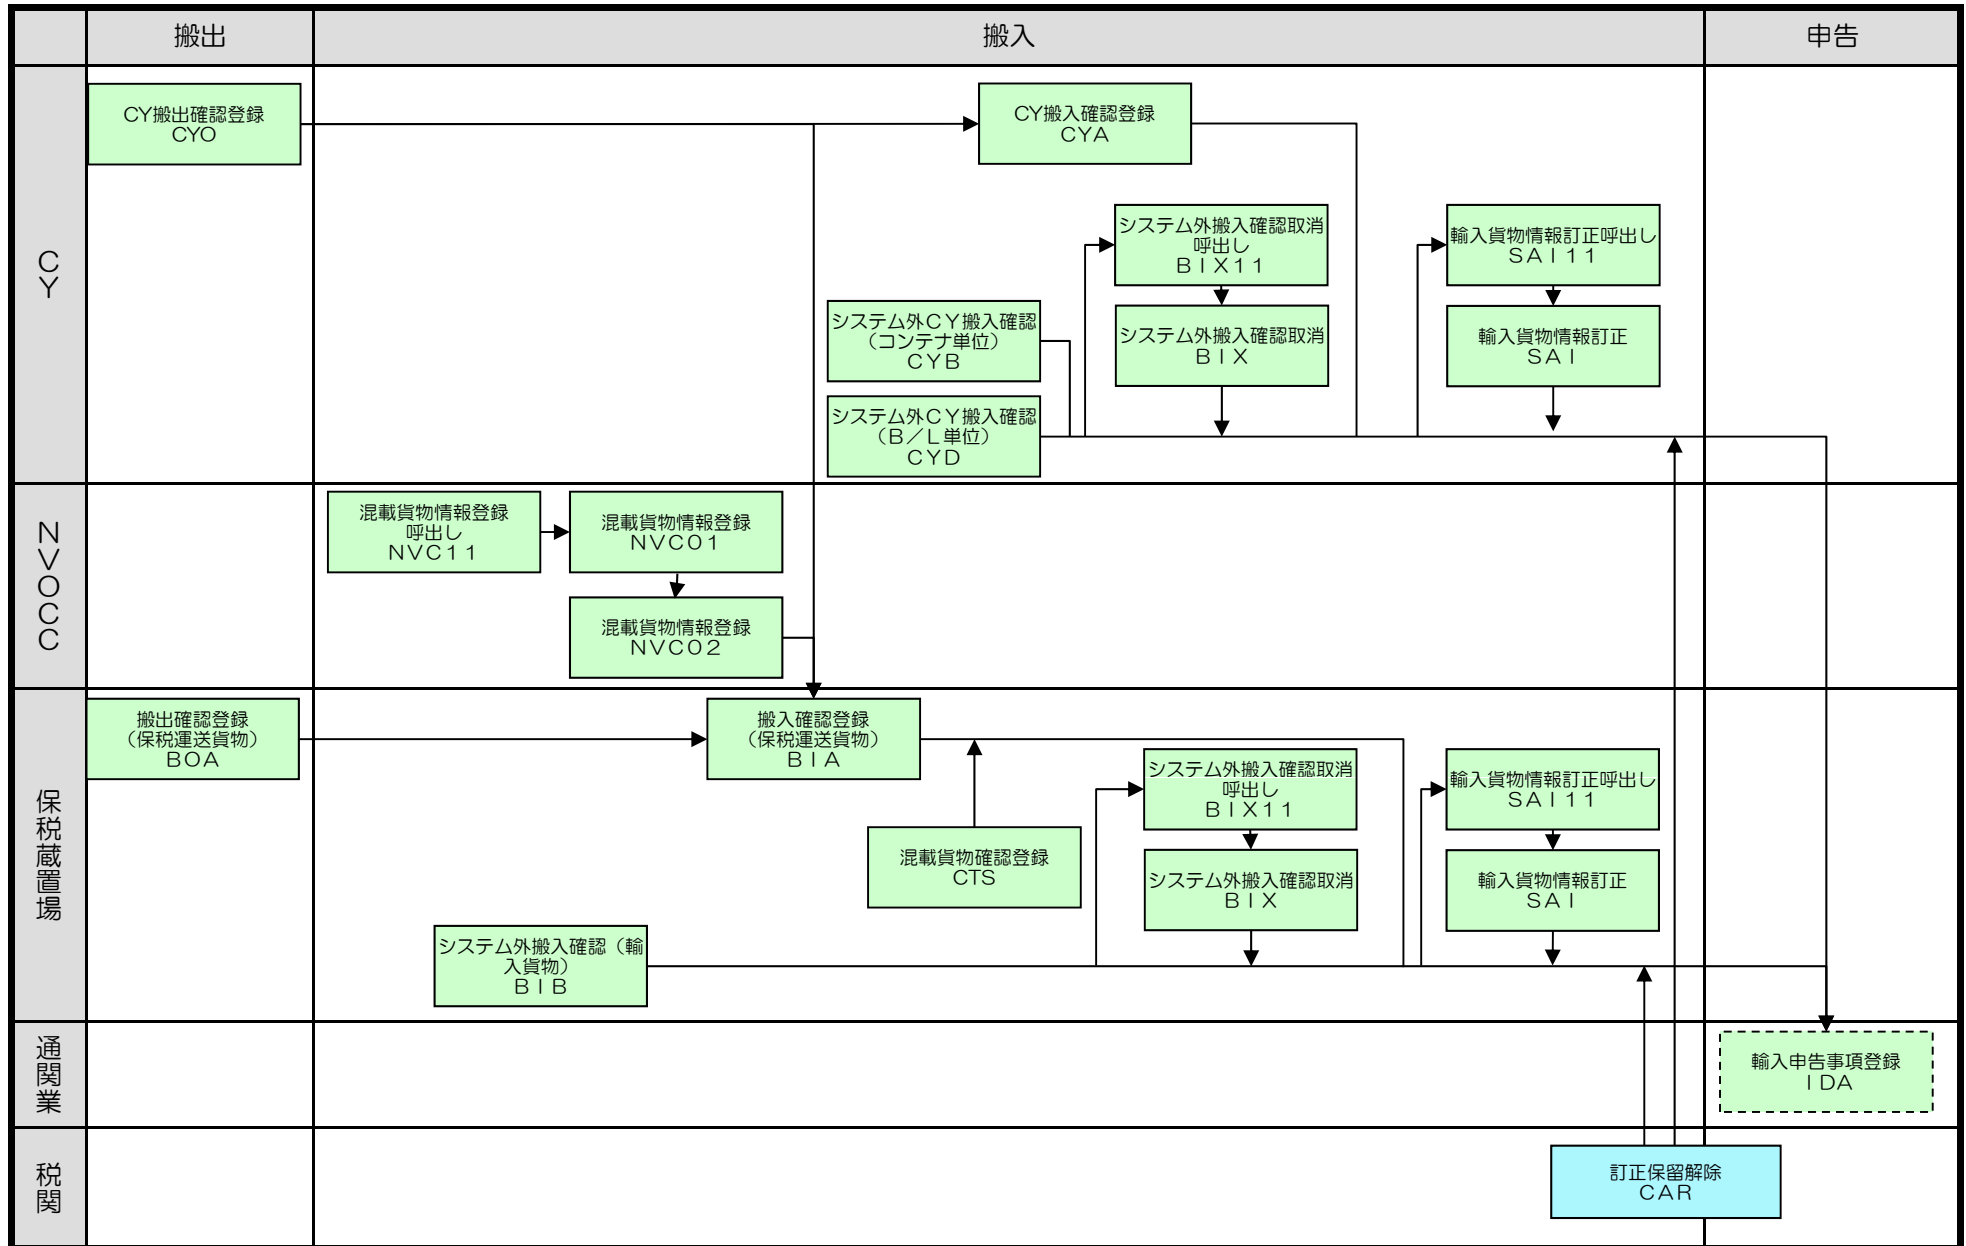 搬出
搬入
申告
CY
CY搬出確認登録
CYO
CY搬入確認登録
CYA
システム外搬入確認取消
呼出し
BIX11
輸入貨物情報訂正呼出し
SAI11
システム外CY搬入確認
(コンテナ単位)
CYB
システム外搬入確認取消
BIX
輸入貨物情報訂正
SAI
システム外CY搬入確認
(B/L単位)
CYD
NVOCC
混載貨物情報登録
呼出し
NVC11
混載貨物情報登録
NVC01
混載貨物情報登録
NVC02
保税蔵置場
搬出確認登録
(保税運送貨物)
BOA
搬入確認登録
(保税運送貨物)
BIA
システム外搬入確認取消
呼出し
BIX11
輸入貨物情報訂正呼出し
SAI11
混載貨物確認登録
CTS
システム外搬入確認取消
BIX
輸入貨物情報訂正
SAI
システム外搬入確認(輸
入貨物)
BIB
通関業
輸入申告事項登録
IDA
税関
訂正保留解除
CAR